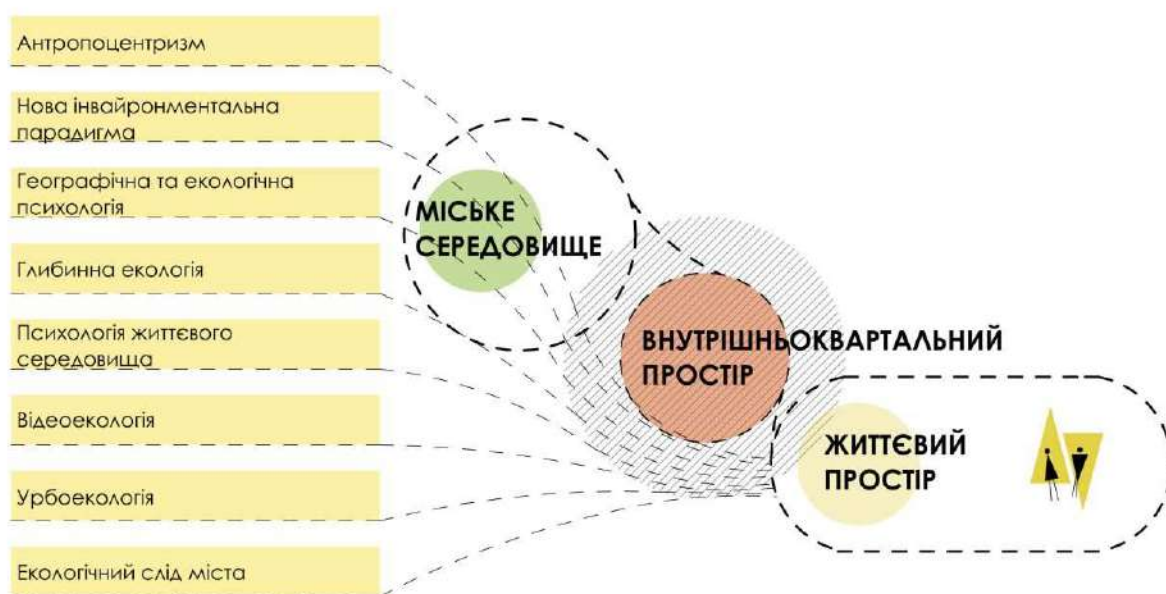 Антропоцентризм
Нова інвайронментальна
парадигма
Географічна та екологічна
психологія
Глибинна екологія
Психологія життєвого
середовища
Відеоекологія
Урбоекологія
Екологічний слід міста
МІСЬКЕ
СЕРЕДОВИЩЕ
ВНУТРІШНЬОКВАРТАЛЬНИЙ
ПРОСТІР
ЖИТТЄВИЙ
ПРОСТІР